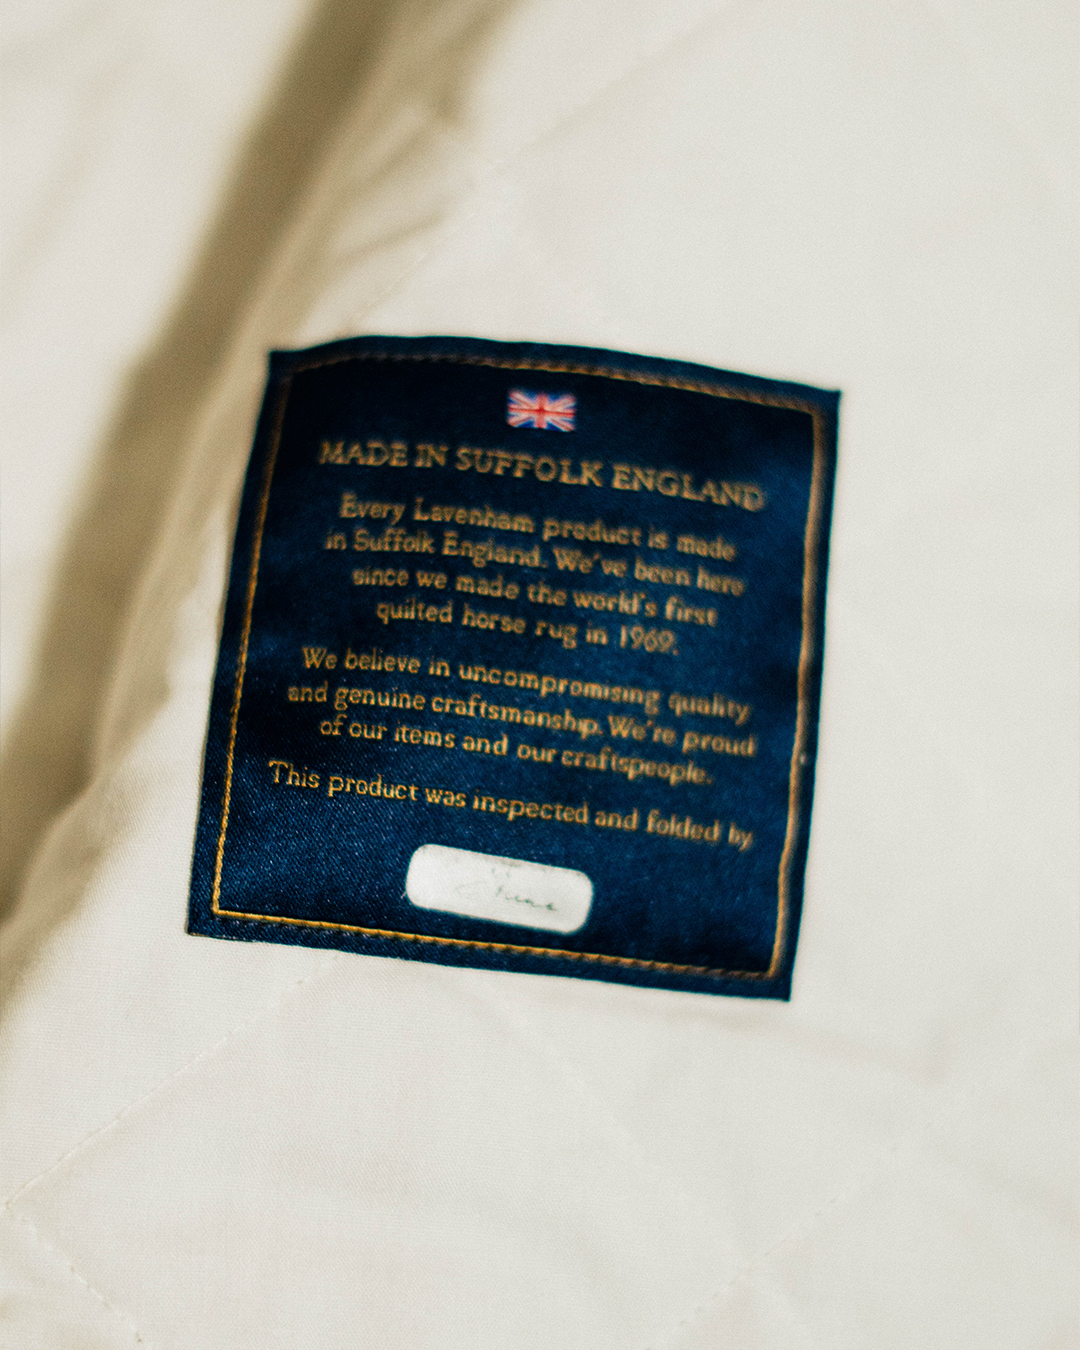 MADE IN SUFFOLK ENGLAND
Every Lavenham product is made
in Suffolk England. We've been here
since we made the world's first
quilted horse rug in 1969.
We believe in uncompromising quality
and genuine craftsmanship. We're proud
of our items and our craftspeople.
This product was inspected and folded by